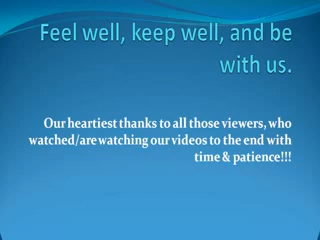 Feel well, keep well, and be
with us.
Our heartiest thanks to all those viewers, who
watched/are watching our videos to the end with
time & patience!!!